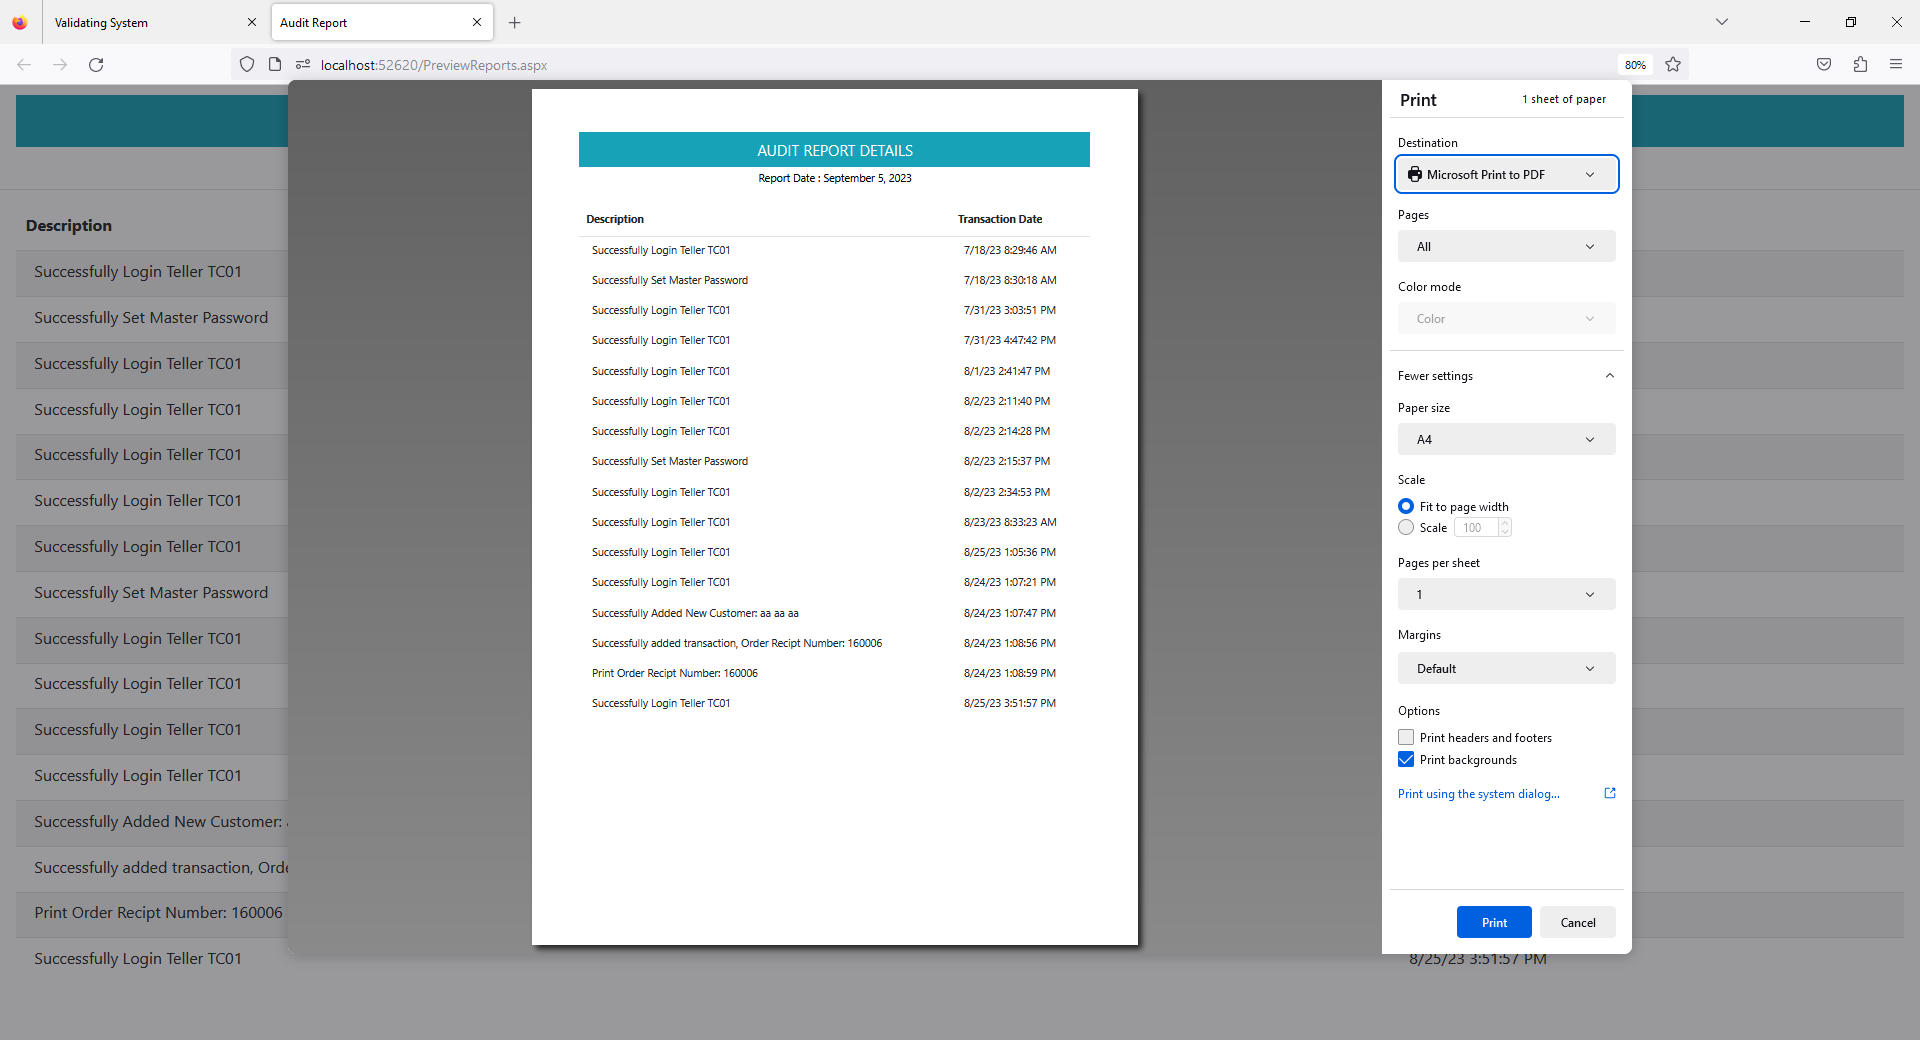 Validating System
Audit Report
localhost:52620/PreviewReports.aspx
80%
Description
Successfully Login Teller TC01
Successfully Set Master Password
Successfully Login Teller TC01
Successfully Login Teller TC01
Successfully Login Teller TC01
Successfully Login Teller TC01
Successfully Login Teller TC01
Successfully Set Master Password
Successfully Login Teller TC01
Successfully Login Teller TC01
Successfully Login Teller TC01
Successfully Login Teller TC01
Successfully Added New Customer:
Successfully added transaction,
Print Order Recipt Number: 160006
Successfully Login Teller TC01
8/25/23 3:51:57 PM
AUDIT REPORT DETAILS
Report Date : September 5, 2023
Description Transaction Date
Successfully Login Teller TC01 7/18/23 8:29:46 AM
Successfully Set Master Password 7/18/23 8:30:18 AM
Successfully Login Teller TC01 7/31/23 3:03:51 PM
Successfully Login Teller TC01 7/31/23 4:47:42 PM
Successfully Login Teller TC01 8/1/23 2:41:47 PM
Successfully Login Teller TC01 8/2/23 2:11:40 PM
Successfully Login Teller TC01 8/2/23 2:14:28 PM
Successfully Set Master Password 8/2/23 2:15:37 PM
Successfully Login Teller TC01 8/2/23 2:34:53 PM
Successfully Login Teller TC01 8/23/23 8:33:23 AM
Successfully Login Teller TC01 8/25/23 1:05:36 PM
Successfully Login Teller TC01 8/24/23 1:07:21 PM
Successfully Added New Customer: aa aa aa 8/24/23 1:07:47 PM
Successfully added transaction, Order Recipt Number: 160006 8/24/23 1:08:56 PM
Print Order Recipt Number: 160006 8/24/23 1:08:59 PM
Successfully Login Teller TC01 8/25/23 3:51:57 PM
Print 1 sheet of paper
Destination
Microsoft Print to PDF
Pages
All
Color mode
Color
Fewer settings
Paper size
A4
Scale
Fit to page width
Scale 100
Pages per sheet
1
Margins
Default
Options
Print headers and footers
Print backgrounds
Print using the system dialog...
Print Cancel